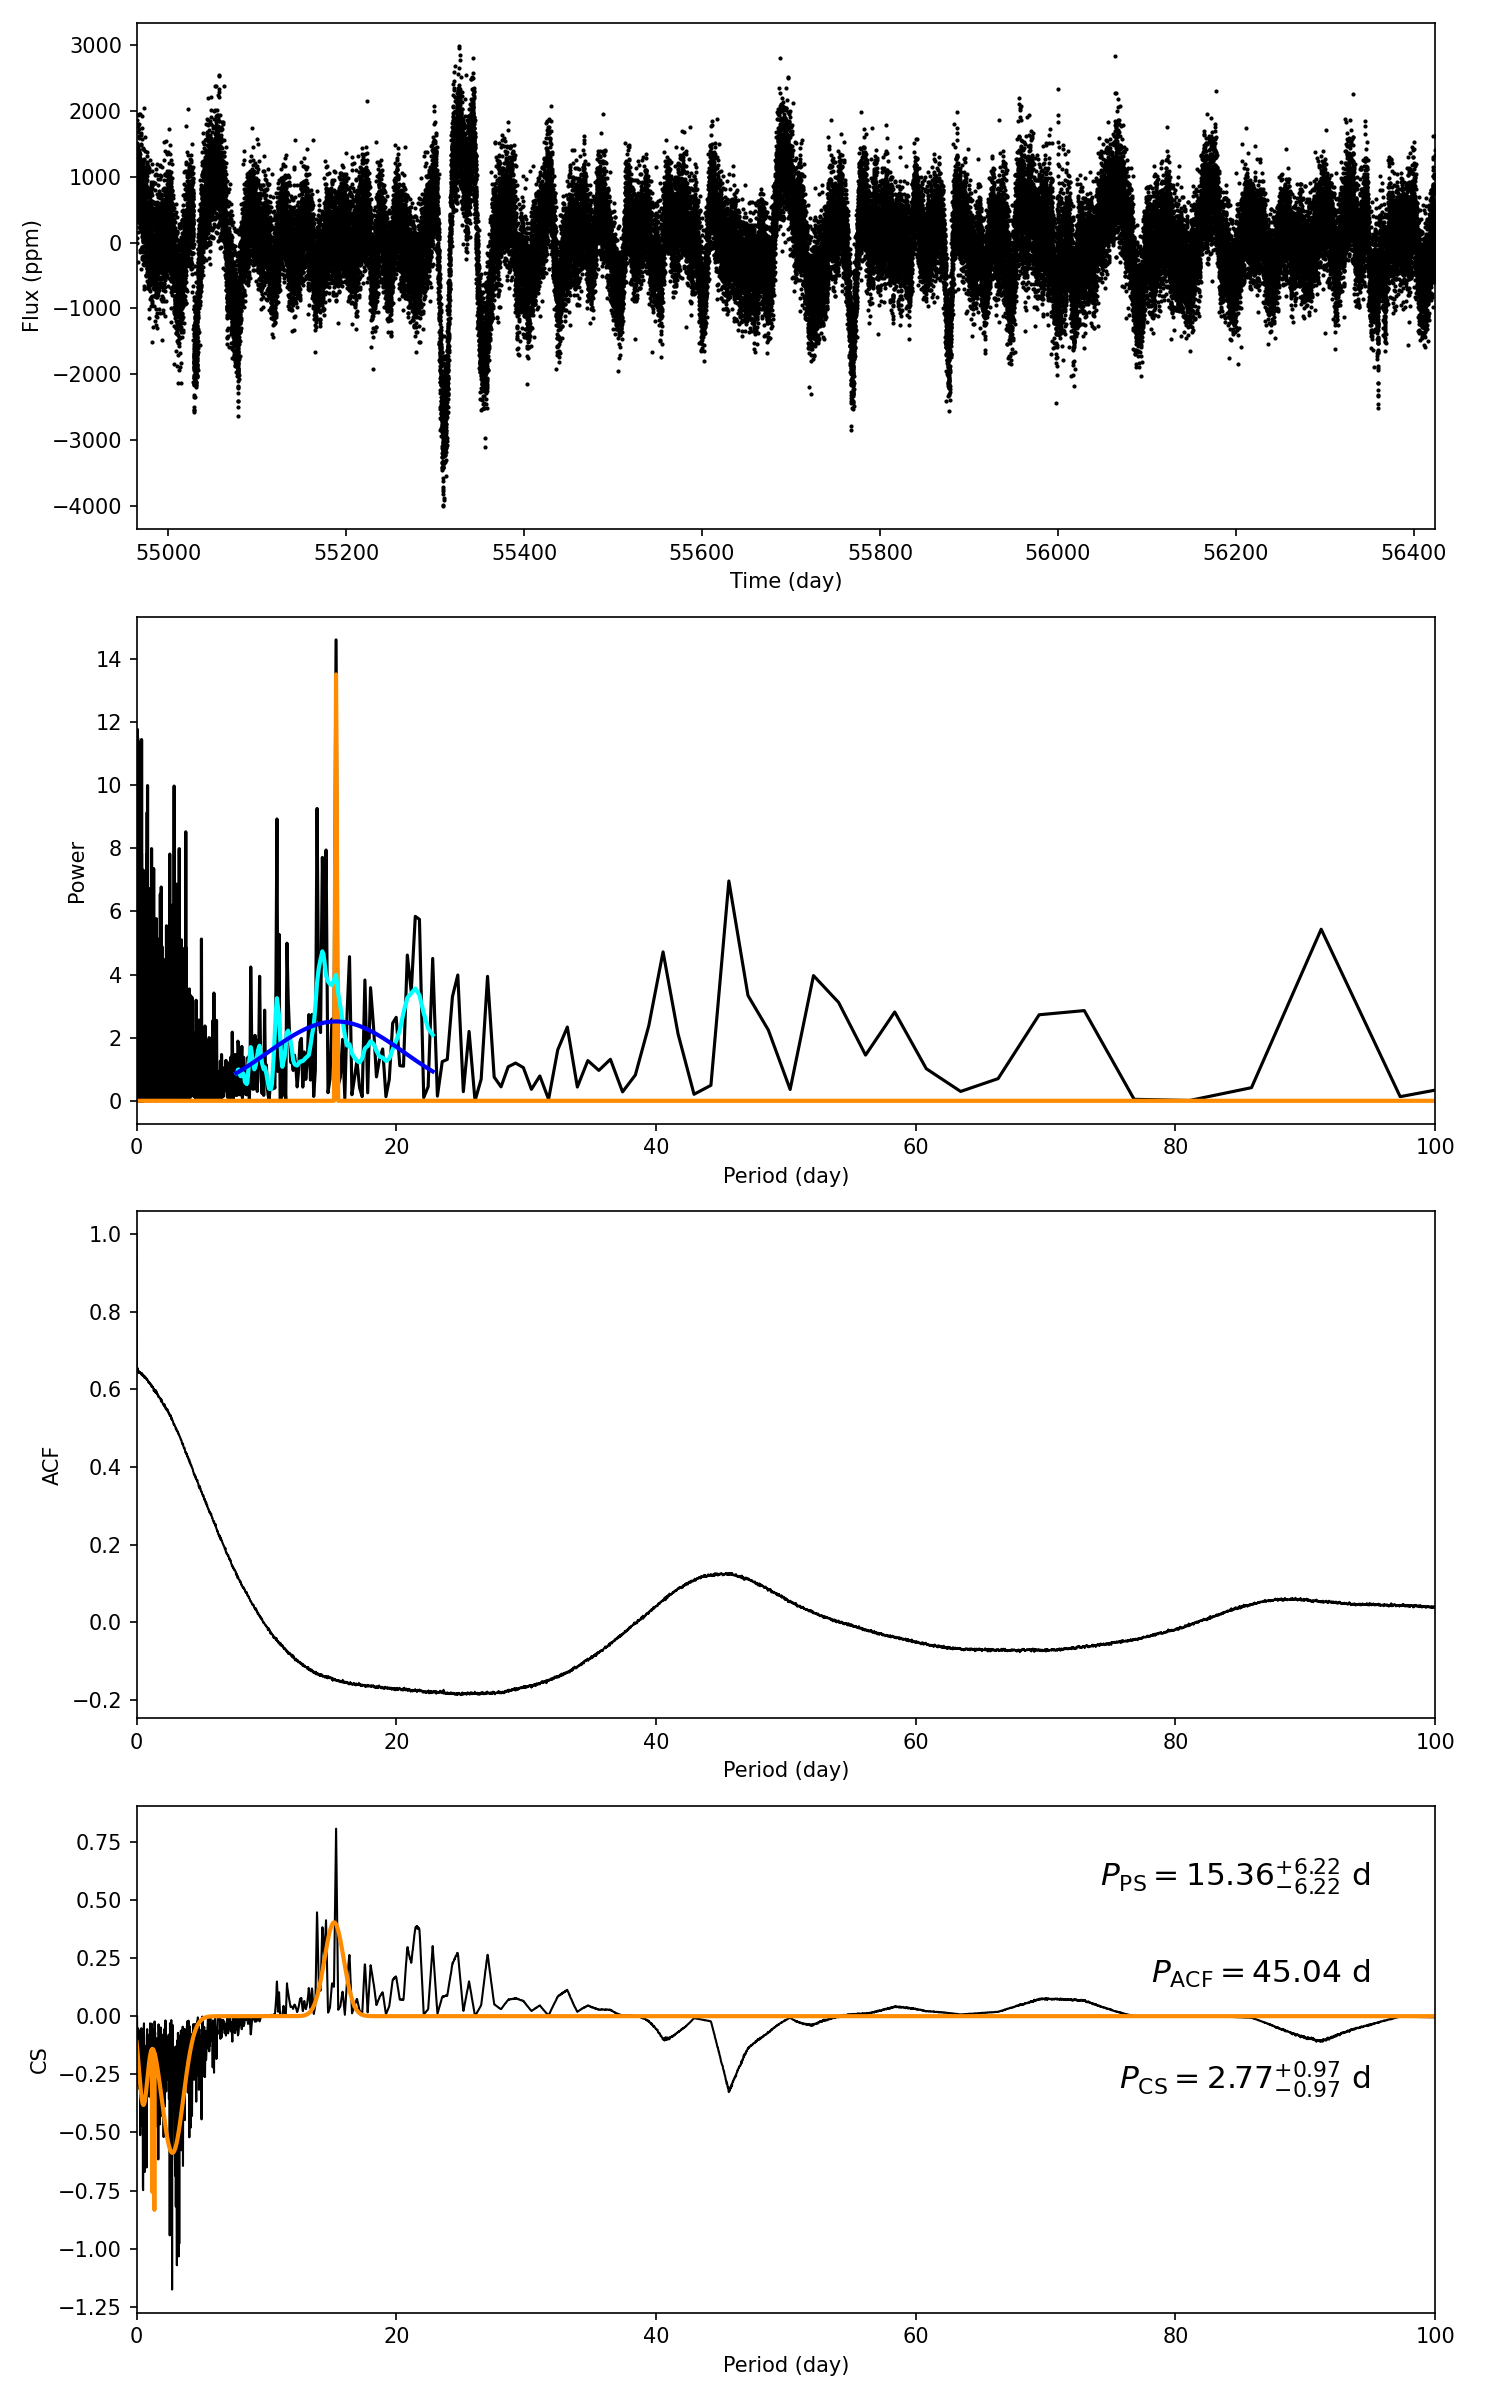 3000
2000
1000
0
−1000
−2000
−3000
−4000
Flux (ppm)
55000 55200 55400 55600 55800 56000 56200 56400
Time (day)
14
12
10
8
6
4
2
0
Power
0 20 40 60 80 100
Period (day)
1.0
0.8
0.6
0.4
0.2
0.0
−0.2
ACF
0 20 40 60 80 100
Period (day)
0.75
0.50
0.25
0.00
−0.25
−0.50
−0.75
−1.00
−1.25
CS
P_PS = 15.36 +6.22 −6.22 d
P_ACF = 45.04 d
P_CS = 2.77 +0.97 −0.97 d
0 20 40 60 80 100
Period (day)